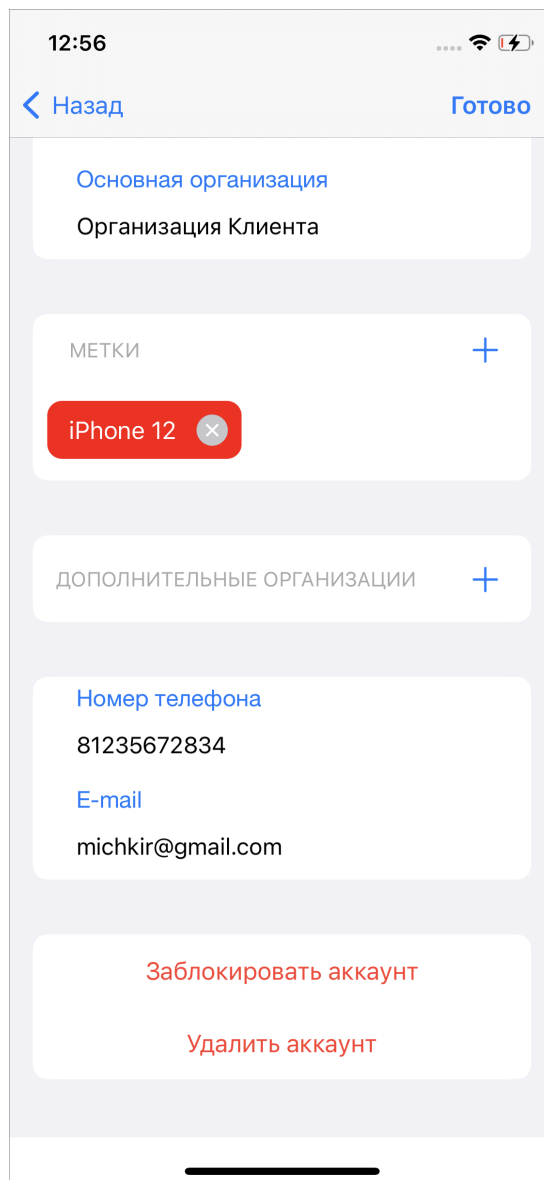 12:56
Назад
Готово
Основная организация
Организация Клиента
МЕТКИ
iPhone 12
ДОПОЛНИТЕЛЬНЫЕ ОРГАНИЗАЦИИ
Номер телефона
81235672834
E-mail
michkir@gmail.com
Заблокировать аккаунт
Удалить аккаунт